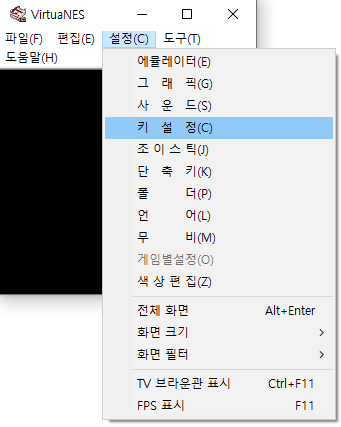 VirtuaNES
파일(F) 편집(E) 설정(C) 도구(T)
도움말(H)
에뮬레이터(E)
그 래 픽(G)
사 운 드(S)
키 설 정(C)
조 이 스 틱(J)
단 축 키(K)
폴 더(P)
언 어(L)
무 비(M)
게임별설정(O)
색 상 편 집(Z)
전체 화면 Alt+Enter
화면 크기
화면 필터
TV 브라운관 표시 Ctrl+F11
FPS 표시 F11